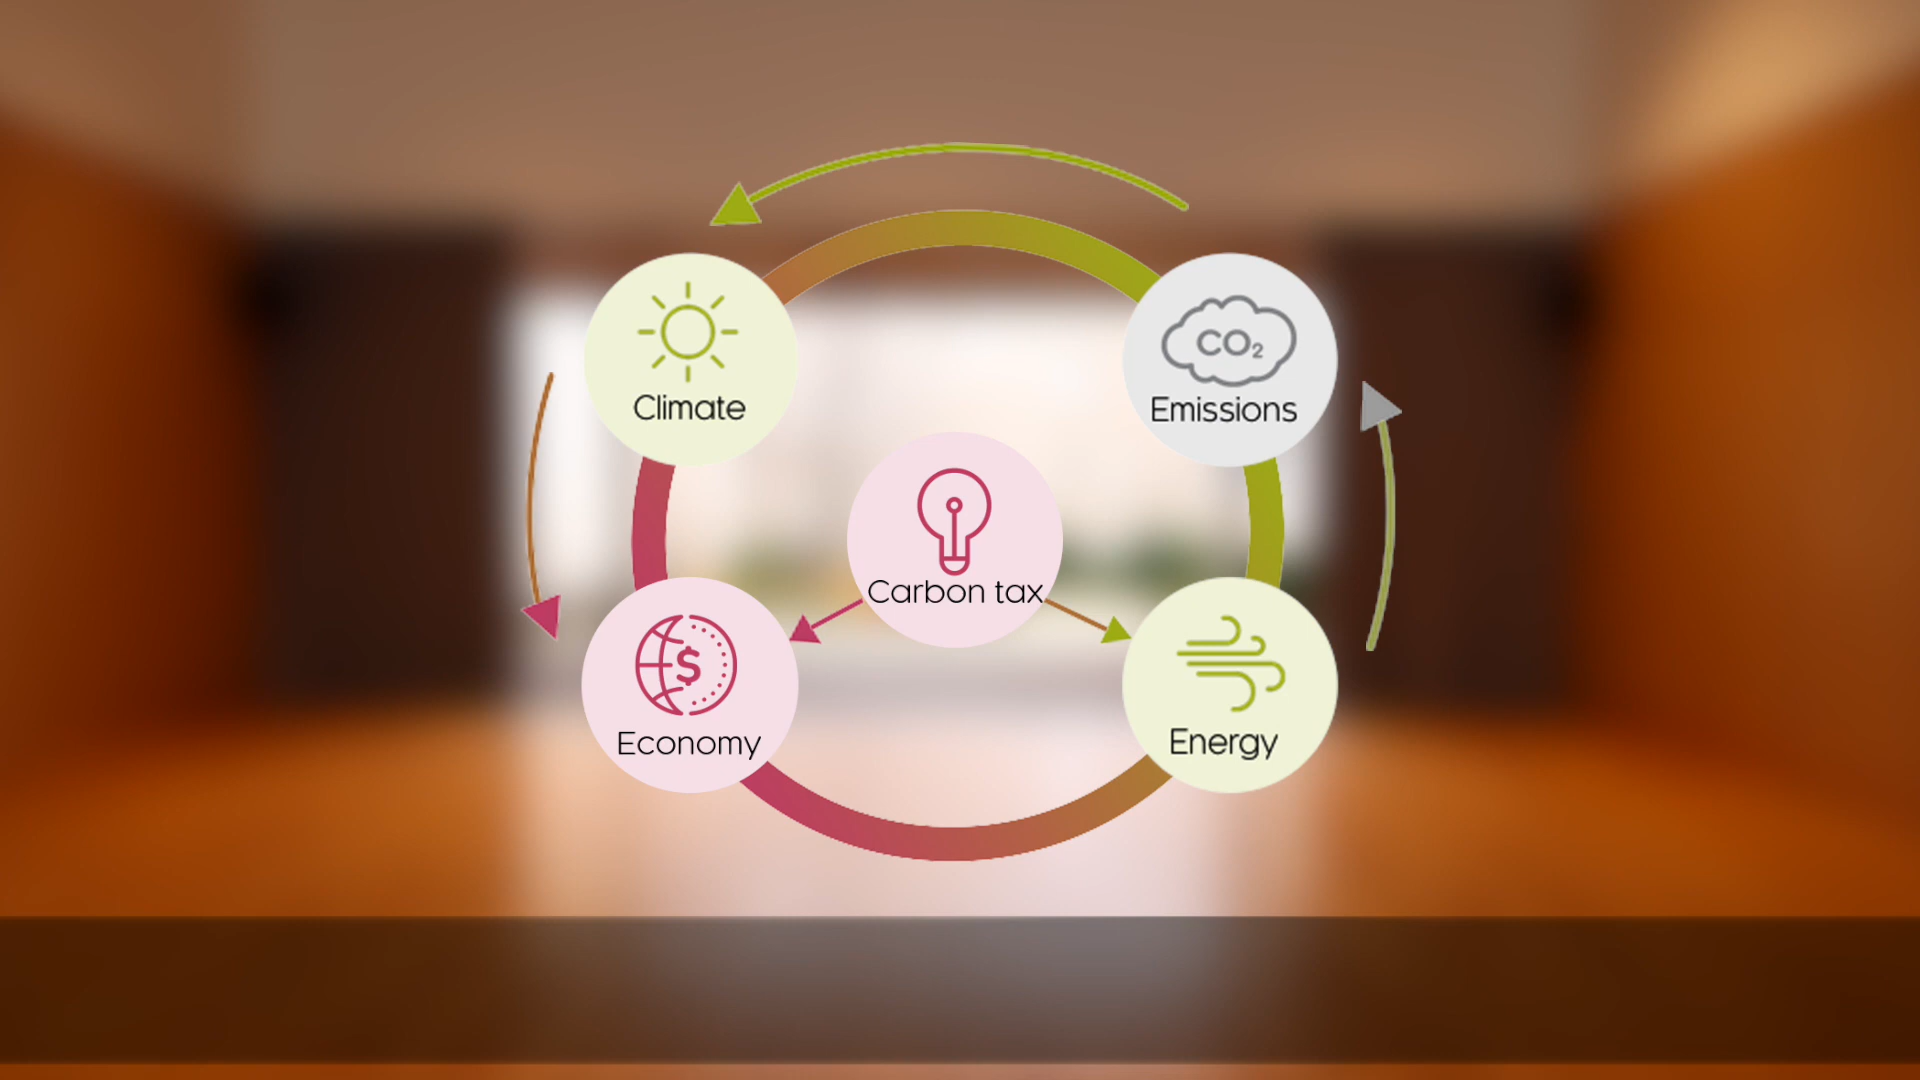 Climate
CO₂
Emissions
Carbon tax
$
Economy
Energy